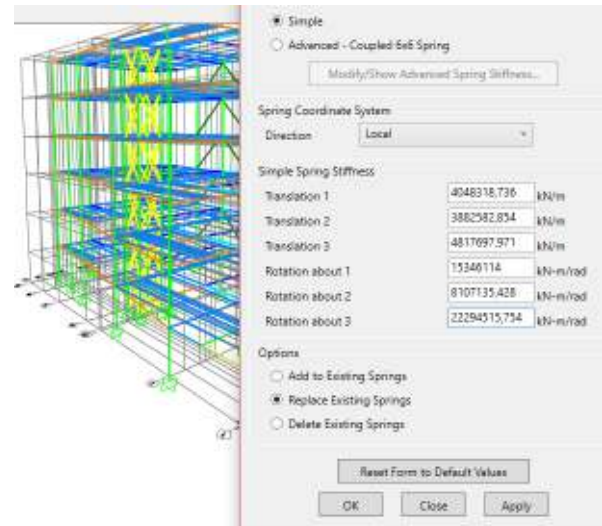 Simple
Advanced - Coupled 6x6 Spring
Modify/Show Advanced Spring Stiffness...
Spring Coordinate System
Direction Local
Simple Spring Stiffness
Translation 1 4048318,736 kN/m
Translation 2 3882582,854 kN/m
Translation 3 4817697,971 kN/m
Rotation about 1 15346114 kN-m/rad
Rotation about 2 8107135,428 kN-m/rad
Rotation about 3 22294515,754 kN-m/rad
Options
Add to Existing Springs
Replace Existing Springs
Delete Existing Springs
Reset Form to Default Values
OK Close Apply